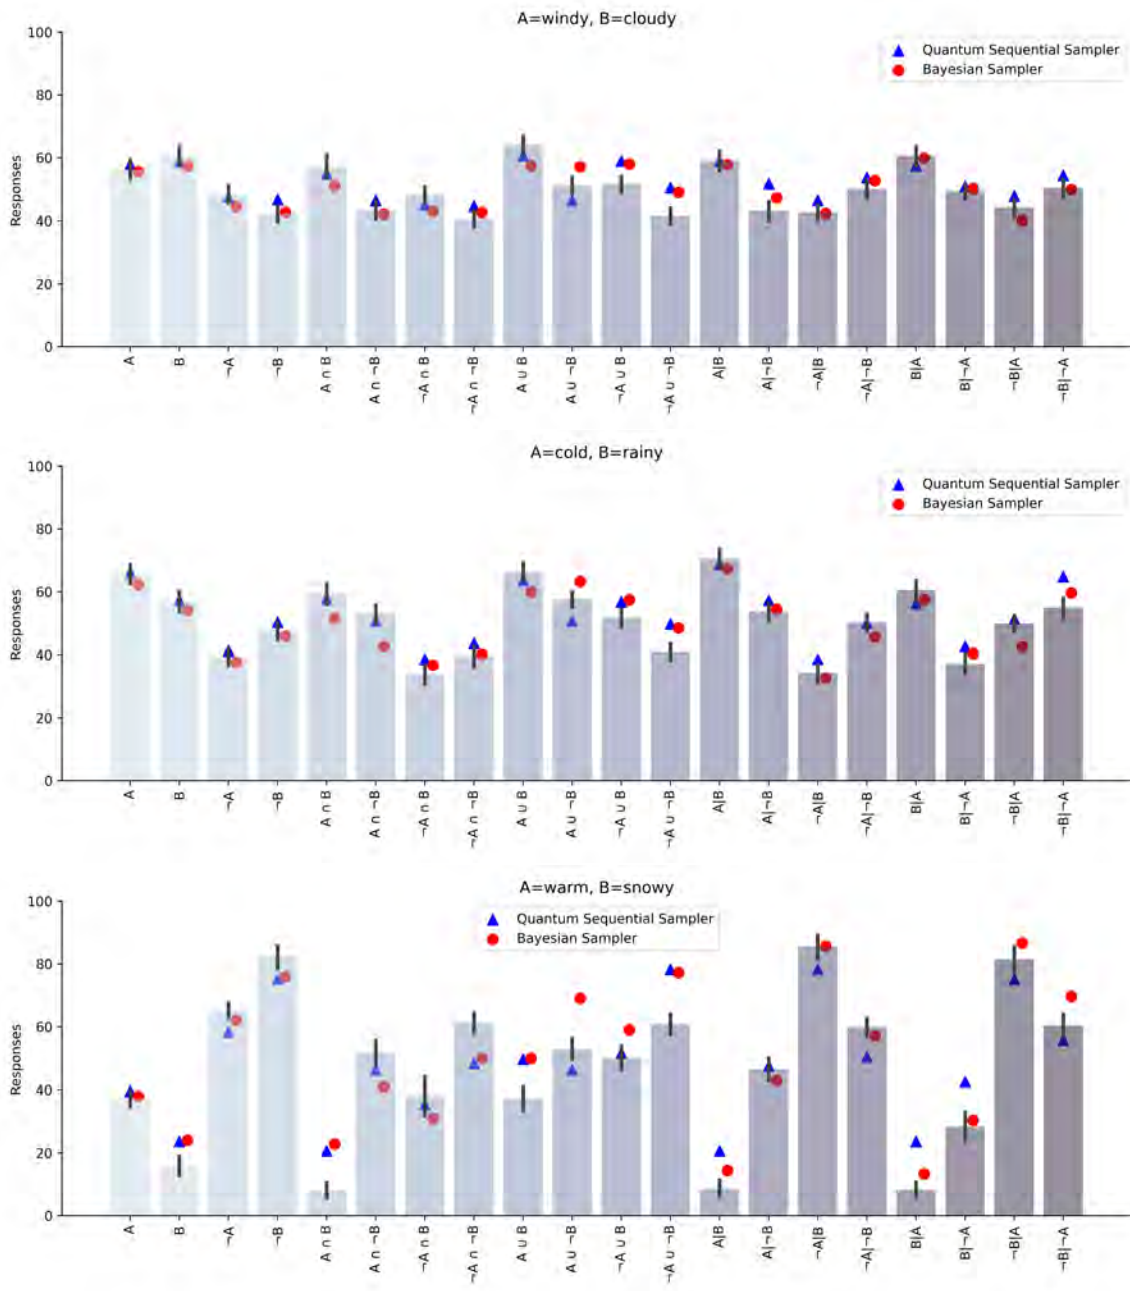 A=windy, B=cloudy
100
80
60
40
20
0
Responses
Quantum Sequential Sampler
Bayesian Sampler
A
B
¬A
¬B
A ∩ B
A ∩ ¬B
¬A ∩ B
¬A ∩ ¬B
A ∪ B
A ∪ ¬B
¬A ∪ B
¬A ∪ ¬B
A|B
A|¬B
¬A|B
¬A|¬B
B|A
B|¬A
¬B|A
¬B|¬A
A=cold, B=rainy
100
80
60
40
20
0
Responses
Quantum Sequential Sampler
Bayesian Sampler
A
B
¬A
¬B
A ∩ B
A ∩ ¬B
¬A ∩ B
¬A ∩ ¬B
A ∪ B
A ∪ ¬B
¬A ∪ B
¬A ∪ ¬B
A|B
A|¬B
¬A|B
¬A|¬B
B|A
B|¬A
¬B|A
¬B|¬A
A=warm, B=snowy
100
80
60
40
20
0
Responses
Quantum Sequential Sampler
Bayesian Sampler
A
B
¬A
¬B
A ∩ B
A ∩ ¬B
¬A ∩ B
¬A ∩ ¬B
A ∪ B
A ∪ ¬B
¬A ∪ B
¬A ∪ ¬B
A|B
A|¬B
¬A|B
¬A|¬B
B|A
B|¬A
¬B|A
¬B|¬A